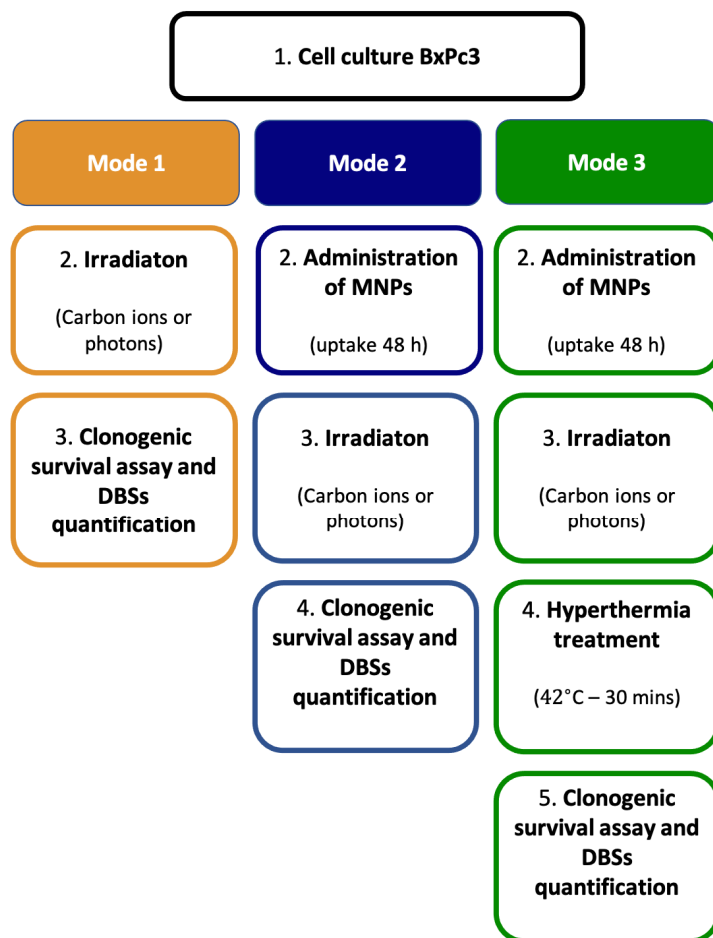 1. Cell culture BxPc3
Mode 1
Mode 2
Mode 3
2. Irradiaton
(Carbon ions or
photons)
3. Clonogenic
survival assay and
DBSs
quantification
2. Administration
of MNPs
(uptake 48 h)
3. Irradiaton
(Carbon ions or
photons)
4. Clonogenic
survival assay and
DBSs
quantification
2. Administration
of MNPs
(uptake 48 h)
3. Irradiaton
(Carbon ions or
photons)
4. Hyperthermia
treatment
(42°C – 30 mins)
5. Clonogenic
survival assay and
DBSs
quantification